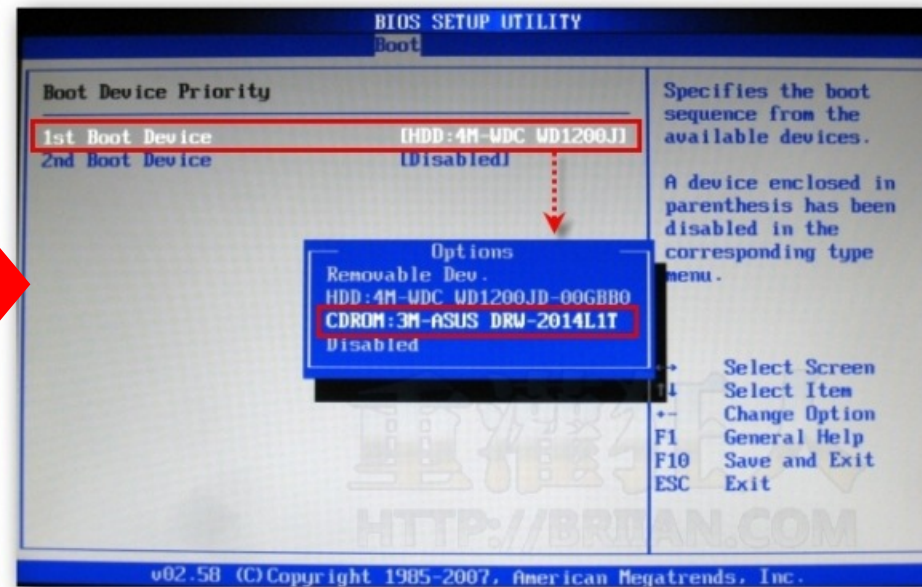 BIOS SETUP UTILITY
Boot
Boot Device Priority
1st Boot Device [HDD:4M-WDC WD1200J]
2nd Boot Device [Disabled]
Options
Removable Dev.
HDD:4M-WDC WD1200JD-00GBB0
CDROM:3M-ASUS DRW-2014L1T
Disabled
Specifies the boot
sequence from the
available devices.
A device enclosed in
parenthesis has been
disabled in the
corresponding type
menu.
↔ Select Screen
↑↓ Select Item
+- Change Option
F1 General Help
F10 Save and Exit
ESC Exit
HTTP://BRIIAN.COM
v02.58 (C)Copyright 1985-2007, American Megatrends, Inc.